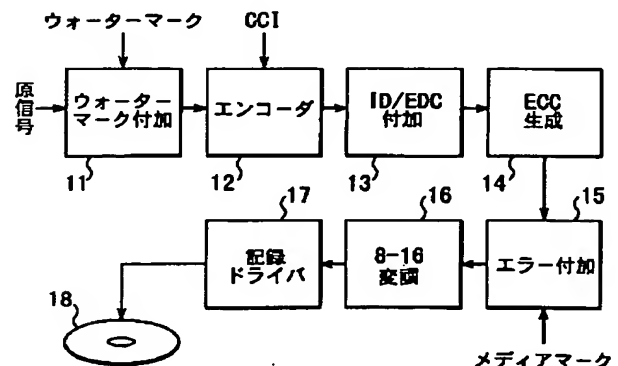 ウォーターマーク
CCI
原信号
ウォーターマーク付加
11
エンコーダ
12
ID/EDC
付加
13
ECC
生成
14
17
16
15
記録
ドライバ
8-16
変調
エラー付加
18
メディアマーク